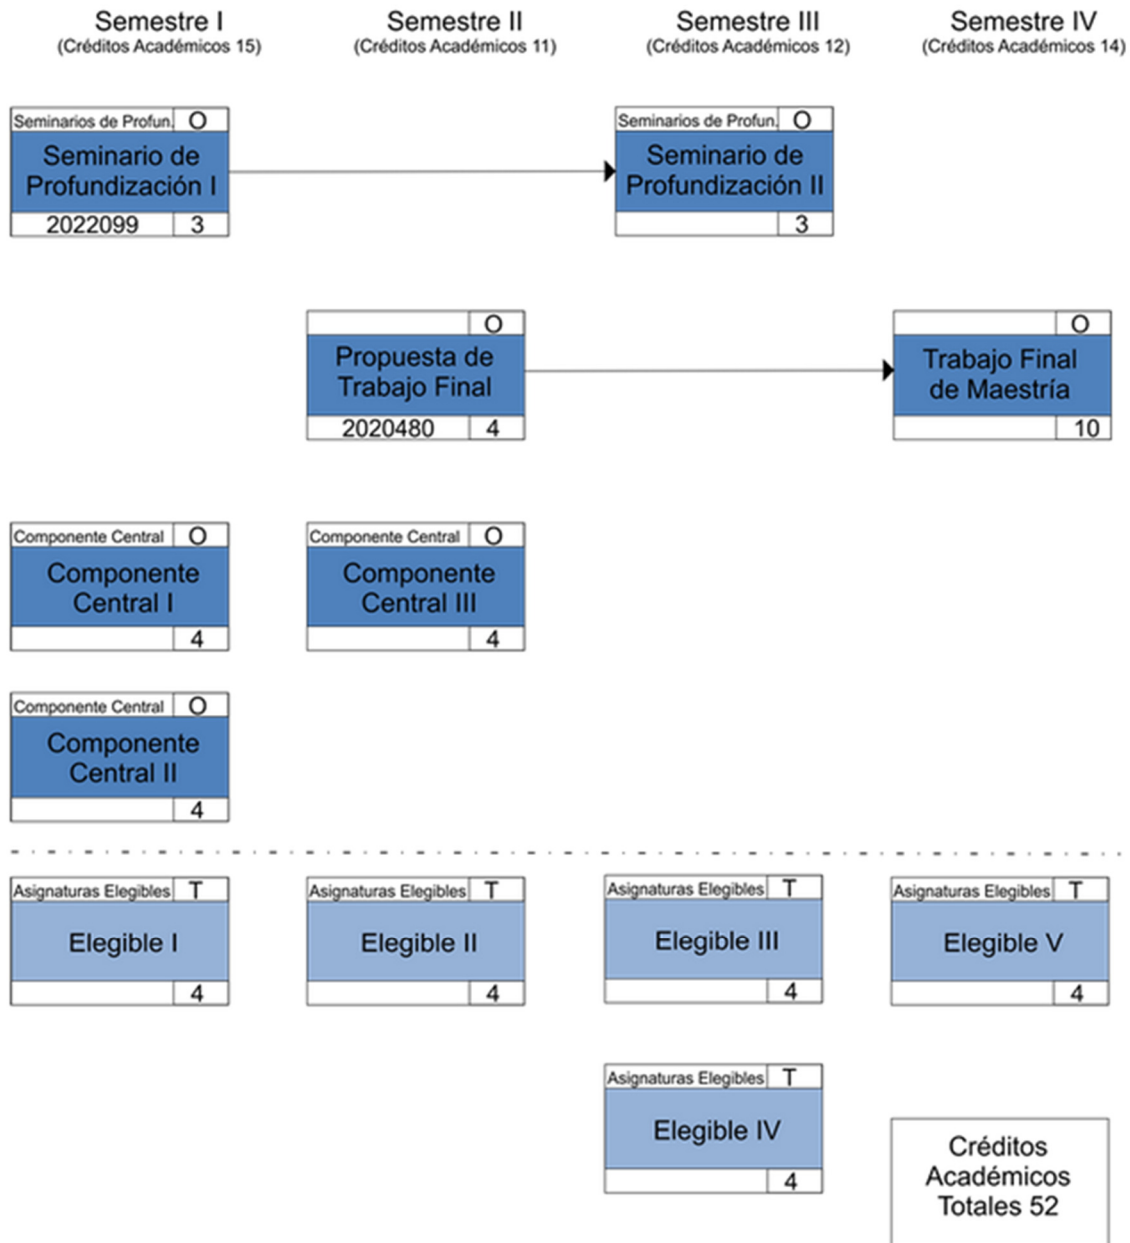 Semestre I
(Créditos Académicos 15)
Semestre II
(Créditos Académicos 11)
Semestre III
(Créditos Académicos 12)
Semestre IV
(Créditos Académicos 14)
Seminarios de Profun. O
Seminario de
Profundización I
2022099 3
Seminarios de Profun. O
Seminario de
Profundización II
3
O
Propuesta de
Trabajo Final
2020480 4
O
Trabajo Final
de Maestría
10
Componente Central O
Componente
Central I
4
Componente Central O
Componente
Central III
4
Componente Central O
Componente
Central II
4
Asignaturas Elegibles T
Elegible I
4
Asignaturas Elegibles T
Elegible II
4
Asignaturas Elegibles T
Elegible III
4
Asignaturas Elegibles T
Elegible V
4
Asignaturas Elegibles T
Elegible IV
4
Créditos
Académicos
Totales 52